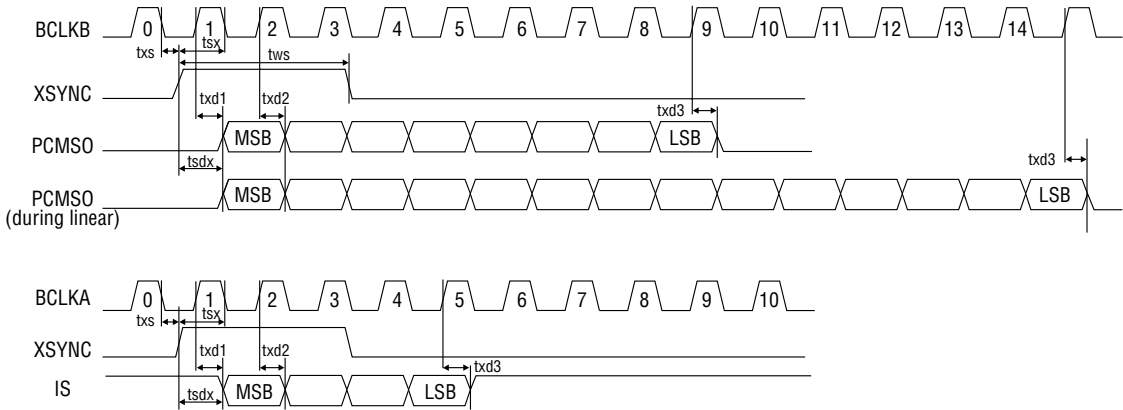 BCLKB 0 1 2 3 4 5 6 7 8 9 10 11 12 13 14
txs tsx
tws
XSYNC
txd1 txd2 txd3
PCMSO MSB LSB
tsdx txd3
PCMSO MSB LSB
(during linear)
BCLKA 0 1 2 3 4 5 6 7 8 9 10
txs tsx
XSYNC
txd1 txd2 txd3
IS MSB LSB
tsdx